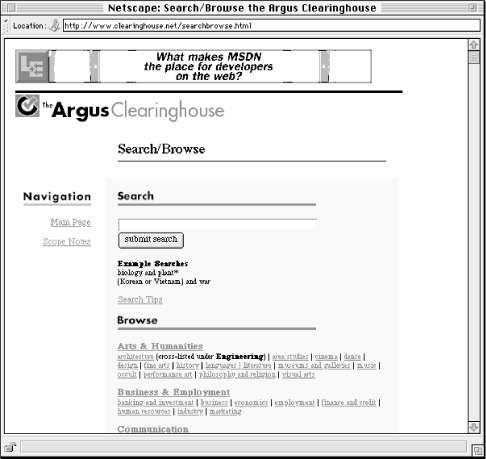 Netscape: Search/Browse the Argus Clearinghouse
Location: http://www.clearinghouse.net/searchbrowse.html
LE
What makes MSDN
the place for developers
on the web?
The Argus Clearinghouse
Search/Browse
Navigation
Main Page
Scope Notes
Search
submit search
Example Searches
biology and plant*
(Korean or Vietnam) and war
Search Tips
Browse
Arts & Humanities
architecture (cross-listed under Engineering) | area studies | cinema | dance |
design | fine arts | history | languages | literature | museums and galleries | music |
occult | performance art | philosophy and religion | visual arts
Business & Employment
banking and investment | business | economics | employment | finance and credit |
human resources | industry | marketing
Communication